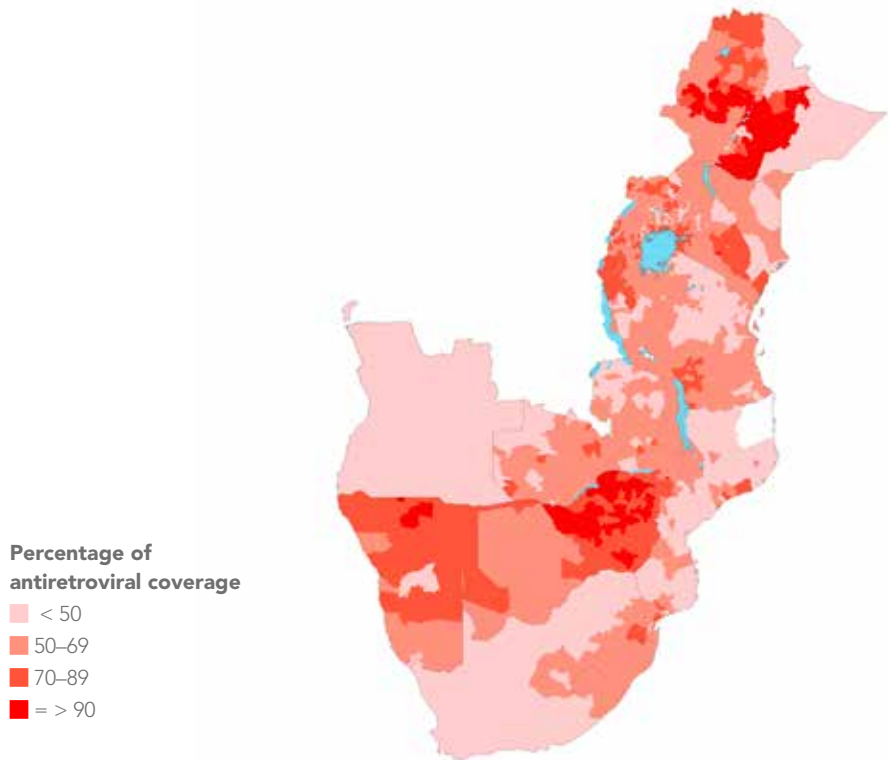 Percentage of
antiretroviral coverage
< 50
50–69
70–89
= > 90